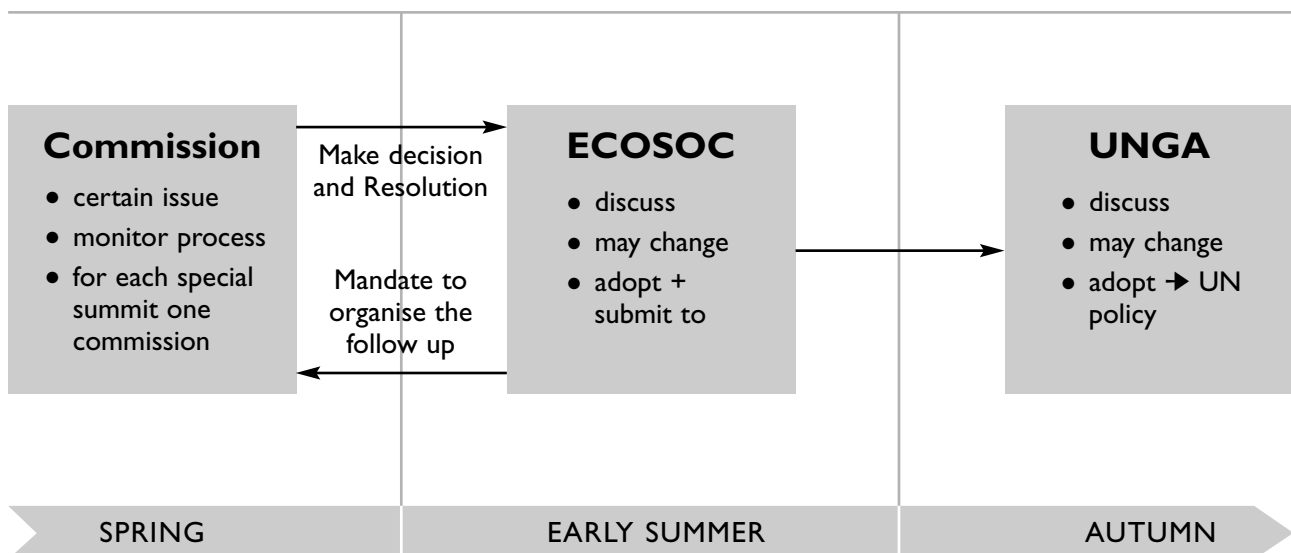 Commission
● certain issue
● monitor process
● for each special
summit one
commission
Make decision
and Resolution
Mandate to
organise the
follow up
ECOSOC
● discuss
● may change
● adopt +
submit to
UNGA
● discuss
● may change
● adopt → UN
policy
SPRING
EARLY SUMMER
AUTUMN